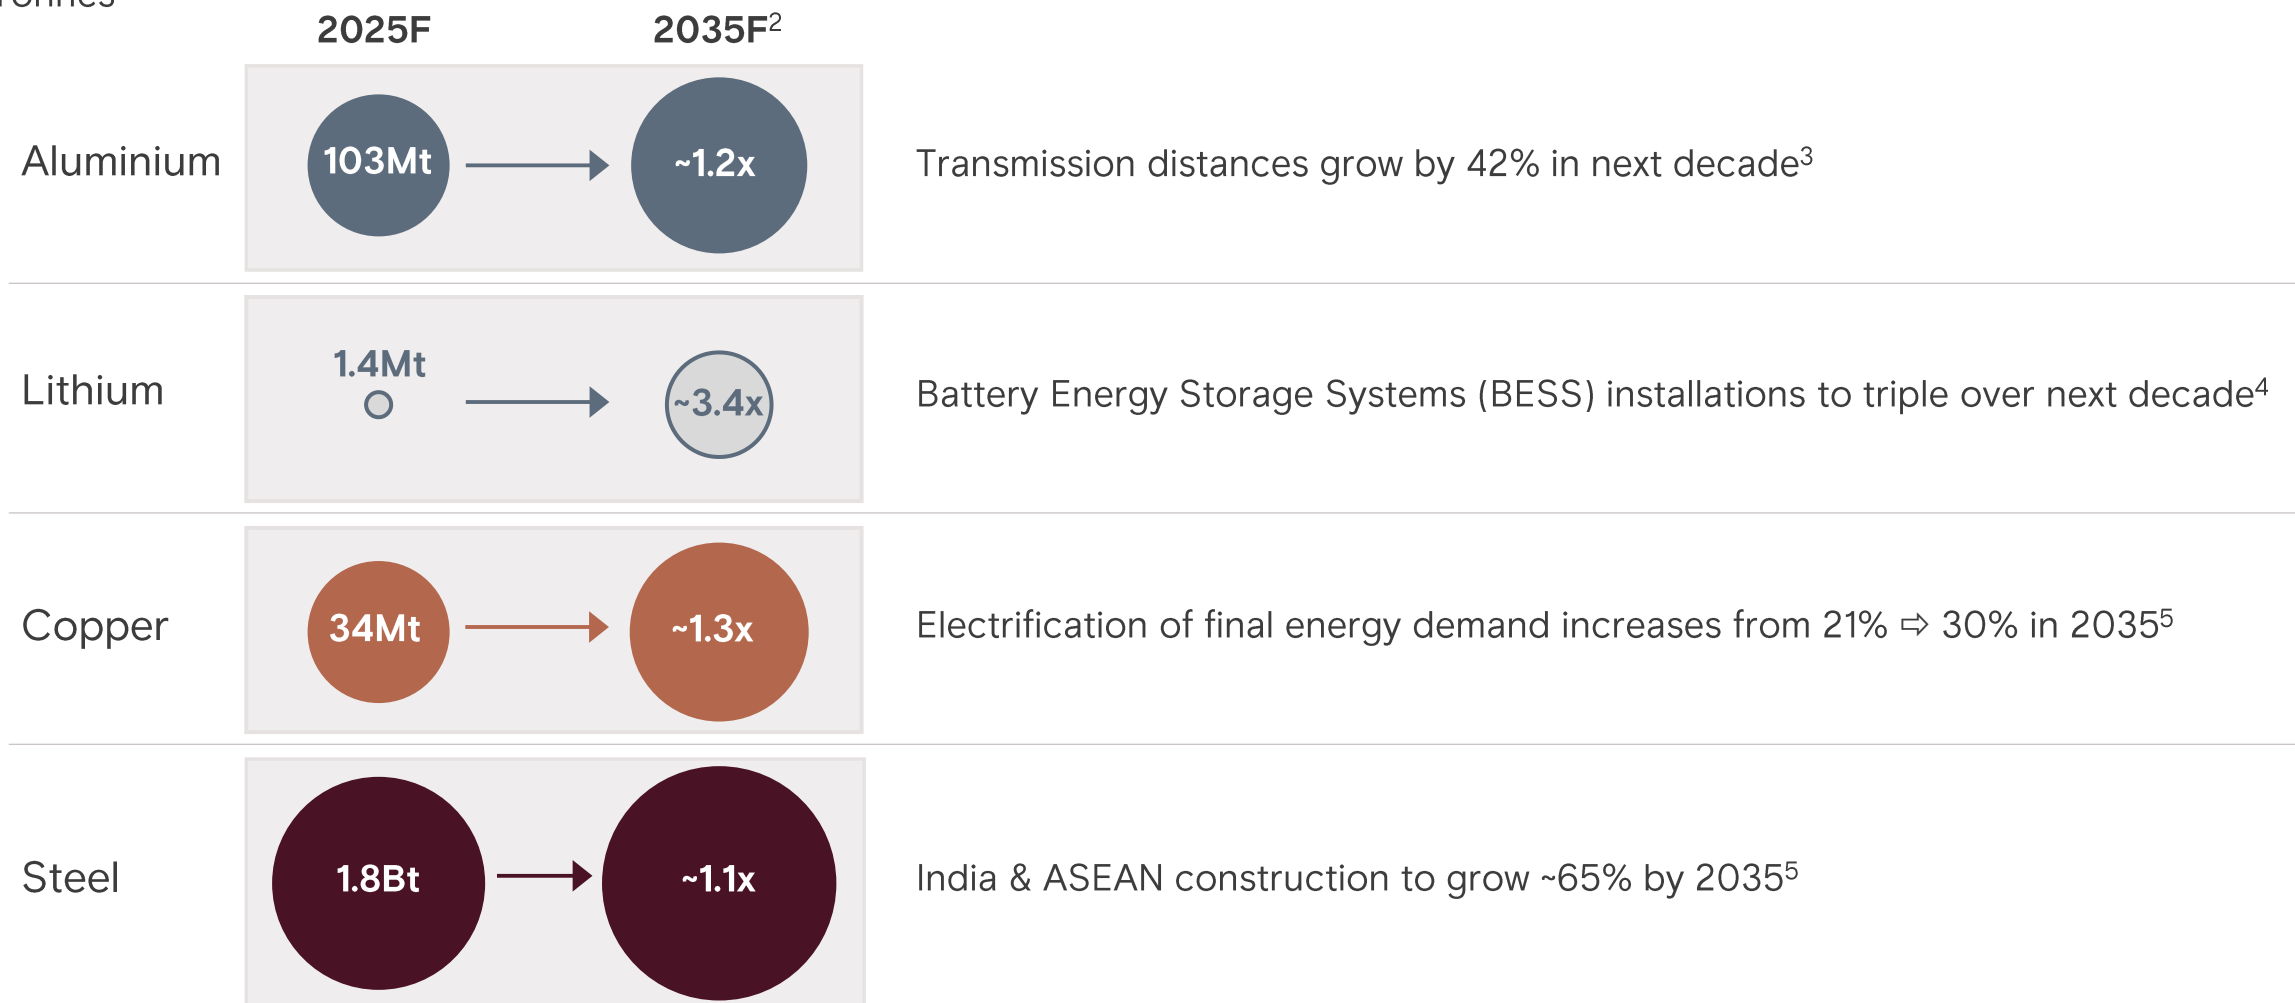 2025F 2035F²
Aluminium 103Mt ~1.2x Transmission distances grow by 42% in next decade³
Lithium 1.4Mt ~3.4x Battery Energy Storage Systems (BESS) installations to triple over next decade⁴
Copper 34Mt ~1.3x Electrification of final energy demand increases from 21% ⇨ 30% in 2035⁵
Steel 1.8Bt ~1.1x India & ASEAN construction to grow ~65% by 2035⁵